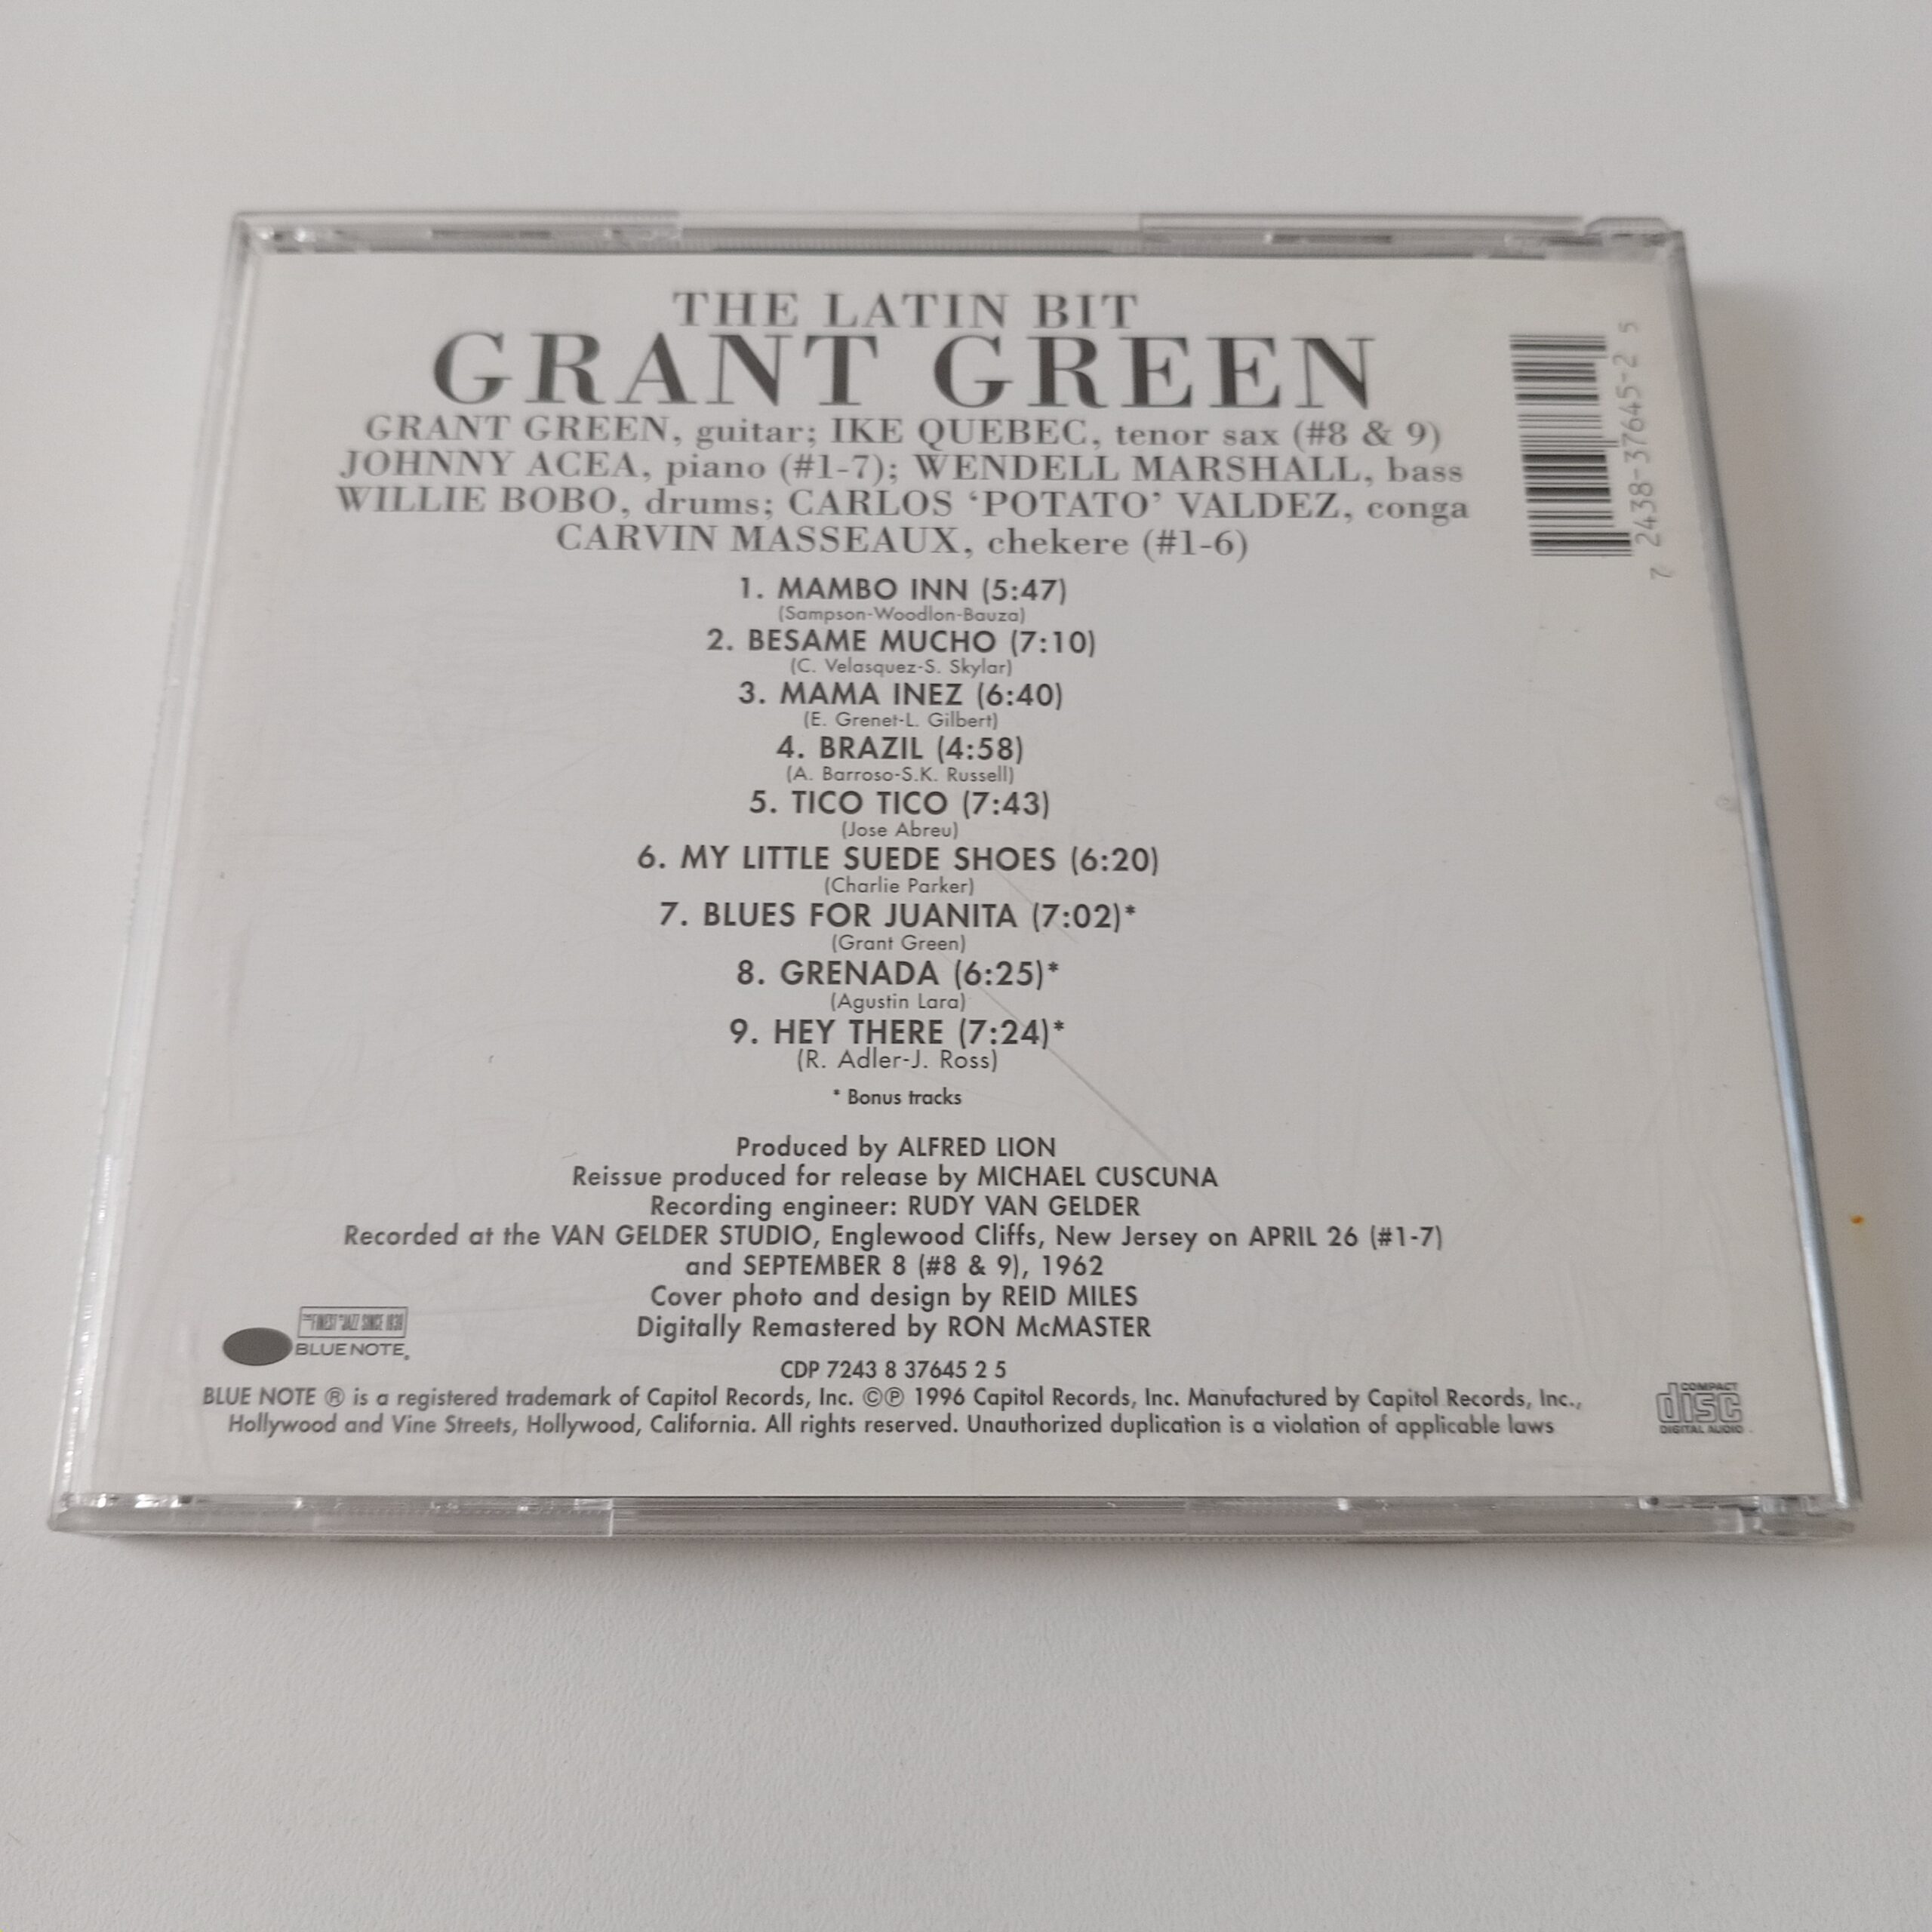 THE LATIN BIT
GRANT GREEN
GRANT GREEN, guitar; IKE QUEBEC, tenor sax (#8 & 9)
JOHNNY ACEA, piano (#1-7); WENDELL MARSHALL, bass
WILLIE BOBO, drums; CARLOS ‘POTATO’ VALDEZ, conga
CARVIN MASSEAUX, chekere (#1-6)
7 2438-37645-2 5
1. MAMBO INN (5:47)
(Sampson-Woodlon-Bauza)
2. BESAME MUCHO (7:10)
(C. Velasquez-S. Skylar)
3. MAMA INEZ (6:40)
(E. Grenet-L. Gilbert)
4. BRAZIL (4:58)
(A. Barroso-S.K. Russell)
5. TICO TICO (7:43)
(Jose Abreu)
6. MY LITTLE SUEDE SHOES (6:20)
(Charlie Parker)
7. BLUES FOR JUANITA (7:02)*
(Grant Green)
8. GRENADA (6:25)*
(Agustin Lara)
9. HEY THERE (7:24)*
(R. Adler-J. Ross)
* Bonus tracks
Produced by ALFRED LION
Reissue produced for release by MICHAEL CUSCUNA
Recording engineer: RUDY VAN GELDER
Recorded at the VAN GELDER STUDIO, Englewood Cliffs, New Jersey on APRIL 26 (#1-7)
and SEPTEMBER 8 (#8 & 9), 1962
Cover photo and design by REID MILES
Digitally Remastered by RON McMASTER
FINEST JAZZ SINCE 1939
BLUE NOTE®
CDP 7243 8 37645 2 5
BLUE NOTE ® is a registered trademark of Capitol Records, Inc. ©℗ 1996 Capitol Records, Inc. Manufactured by Capitol Records, Inc.,
Hollywood and Vine Streets, Hollywood, California. All rights reserved. Unauthorized duplication is a violation of applicable laws
COMPACT
disc
DIGITAL AUDIO